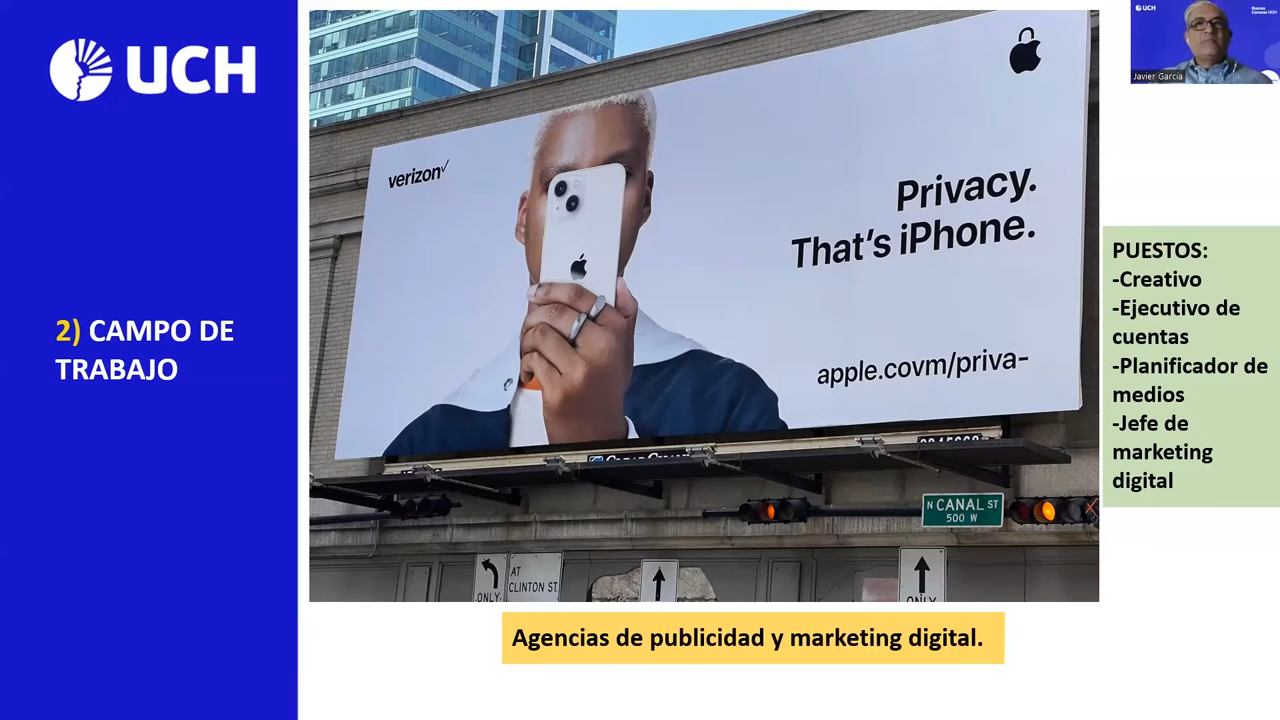 UCH
2) CAMPO DE
TRABAJO
verizon✓
Privacy.
That's iPhone.
apple.covm/priva-
N CANAL ST
500 W
AT
CLINTON ST.
ONLY
ONLY
Agencias de publicidad y marketing digital.
PUESTOS:
-Creativo
-Ejecutivo de
cuentas
-Planificador de
medios
-Jefe de
marketing
digital
UCH
Javier García